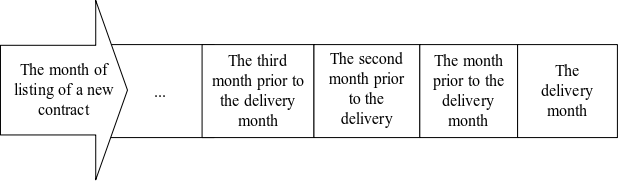 The month of
listing of a new
contract
...
The third
month prior to
the delivery
month
The second
month prior
to the
delivery
The month
prior to the
delivery
month
The
delivery
month